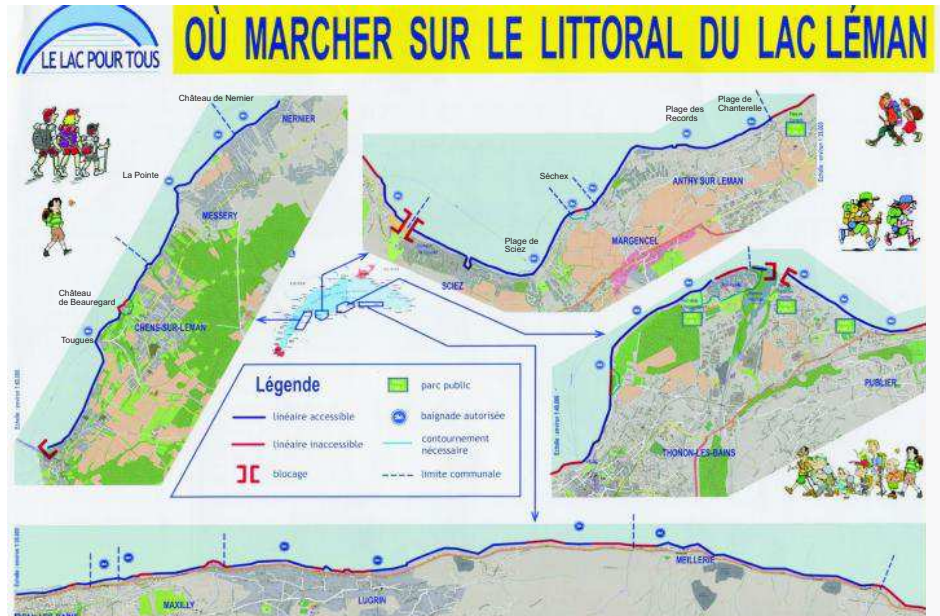 LE LAC POUR TOUS
OÙ MARCHER SUR LE LITTORAL DU LAC LÉMAN
Château de Nernier
NERNIER
La Pointe
MESSERY
Château
de Beauregard
Tougues
CHENS-SUR-LEMAN
Plage de
Chanterelle
Plage des
Records
Séchex
ANTHY SUR LEMAN
Plage de
Sciez
MARGENCEL
SCIEZ
PUBLIER
THONON-LES-BAINS
Légende
linéaire accessible
linéaire inaccessible
blocage
parc public
baignade autorisée
contournement
nécessaire
limite communale
MEILLERIE
MAXILLY
LUGRIN